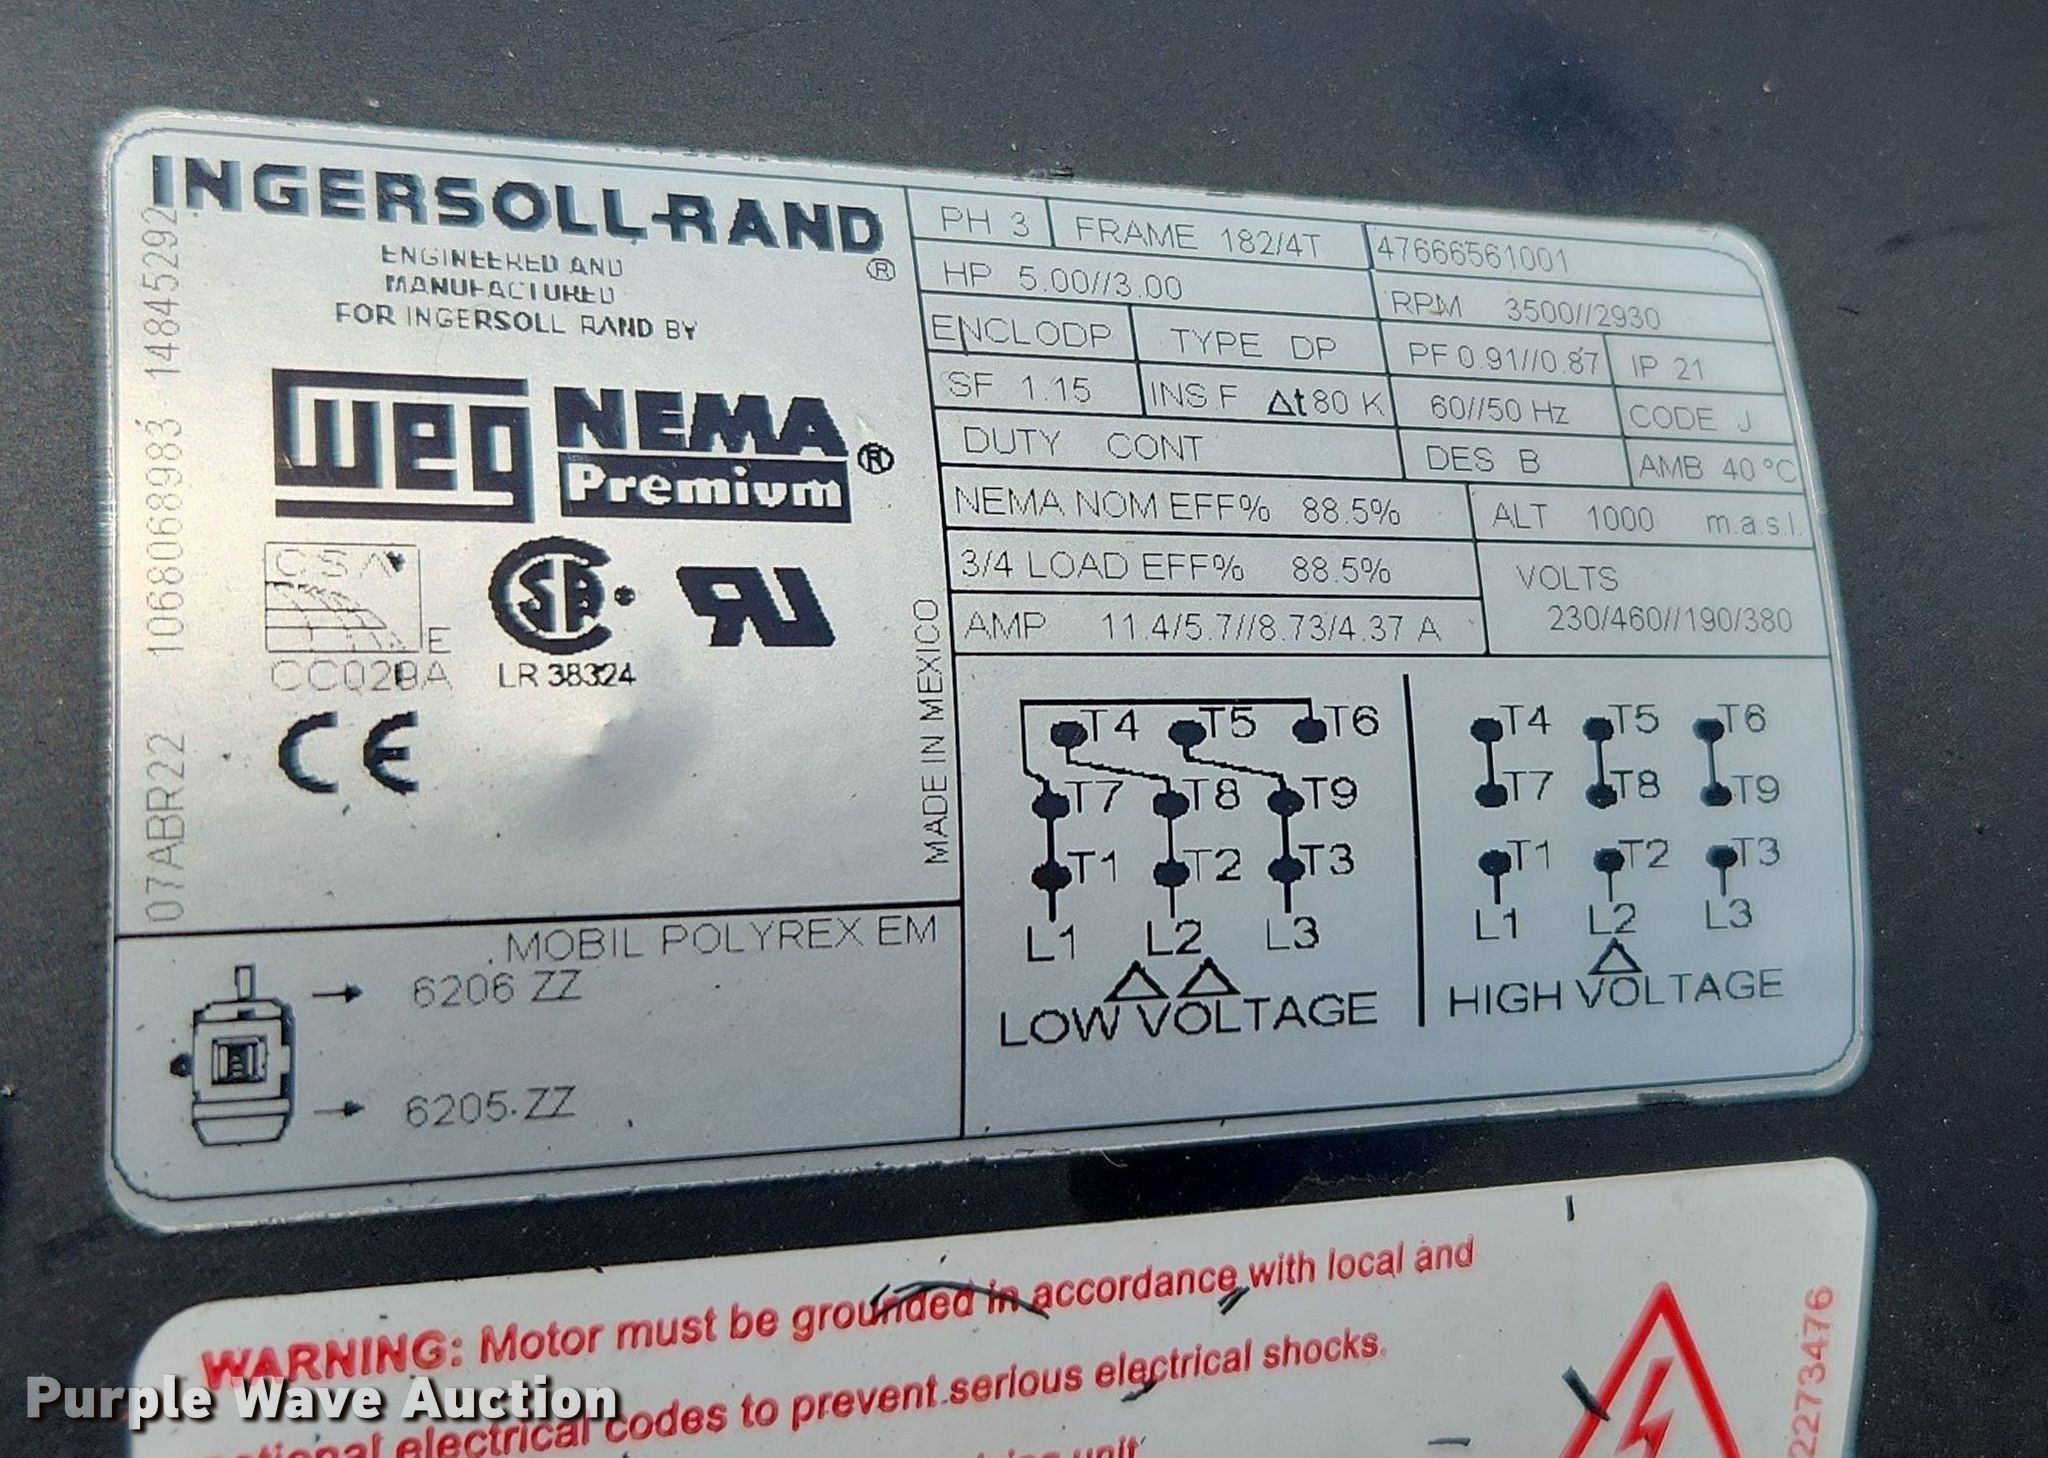 INGERSOLL-RAND
®
ENGINEERED AND
MANUFACTURED
FOR INGERSOLL RAND BY
weg
NEMA
Premium
®
CSA
E
CC029A
LR 38324
CE
07ABR22 1068068983 14845292
MADE IN MEXICO
PH 3
FRAME 182/4T
47666561001
HP 5.00//3.00
RPM 3500//2930
ENCLODP
TYPE DP
PF 0.91//0.87
IP 21
SF 1.15
INS.F Δt80 K
60//50 Hz
CODE J
DUTY CONT
DES B
AMB 40°C
NEMA NOM EFF% 88.5%
ALT 1000 m.a.s.l.
3/4 LOAD EFF% 88.5%
VOLTS
230/460//190/380
AMP 11.4/5.7//8.73/4.37 A
T4 T5 T6
T7 T8 T9
T1 T2 T3
L1 L2 L3
LOW VOLTAGE
T4 T5 T6
T7 T8 T9
T1 T2 T3
L1 L2 L3
HIGH VOLTAGE
MOBIL POLYREX EM
6206 ZZ
6205-ZZ
WARNING: Motor must be grounded in accordance with local and
electrical codes to prevent serious electrical shocks.
unit
2273476
Purple Wave Auction